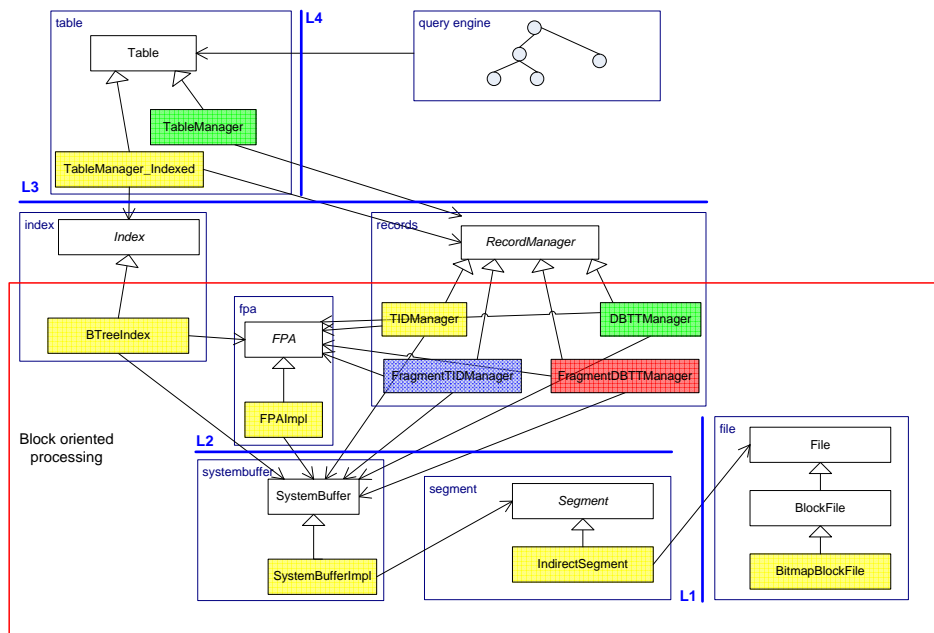 table
L4
query engine
Table
TableManager
TableManager_Indexed
L3
index
Index
records
RecordManager
fpa
TIDManager
DBTTManager
BTreeIndex
FPA
FragmentTIDManager
FragmentDBTTManager
FPAImpl
Block oriented
processing
L2
file
File
systembuffer
SystemBuffer
segment
Segment
BlockFile
SystemBufferImpl
IndirectSegment
BitmapBlockFile
L1